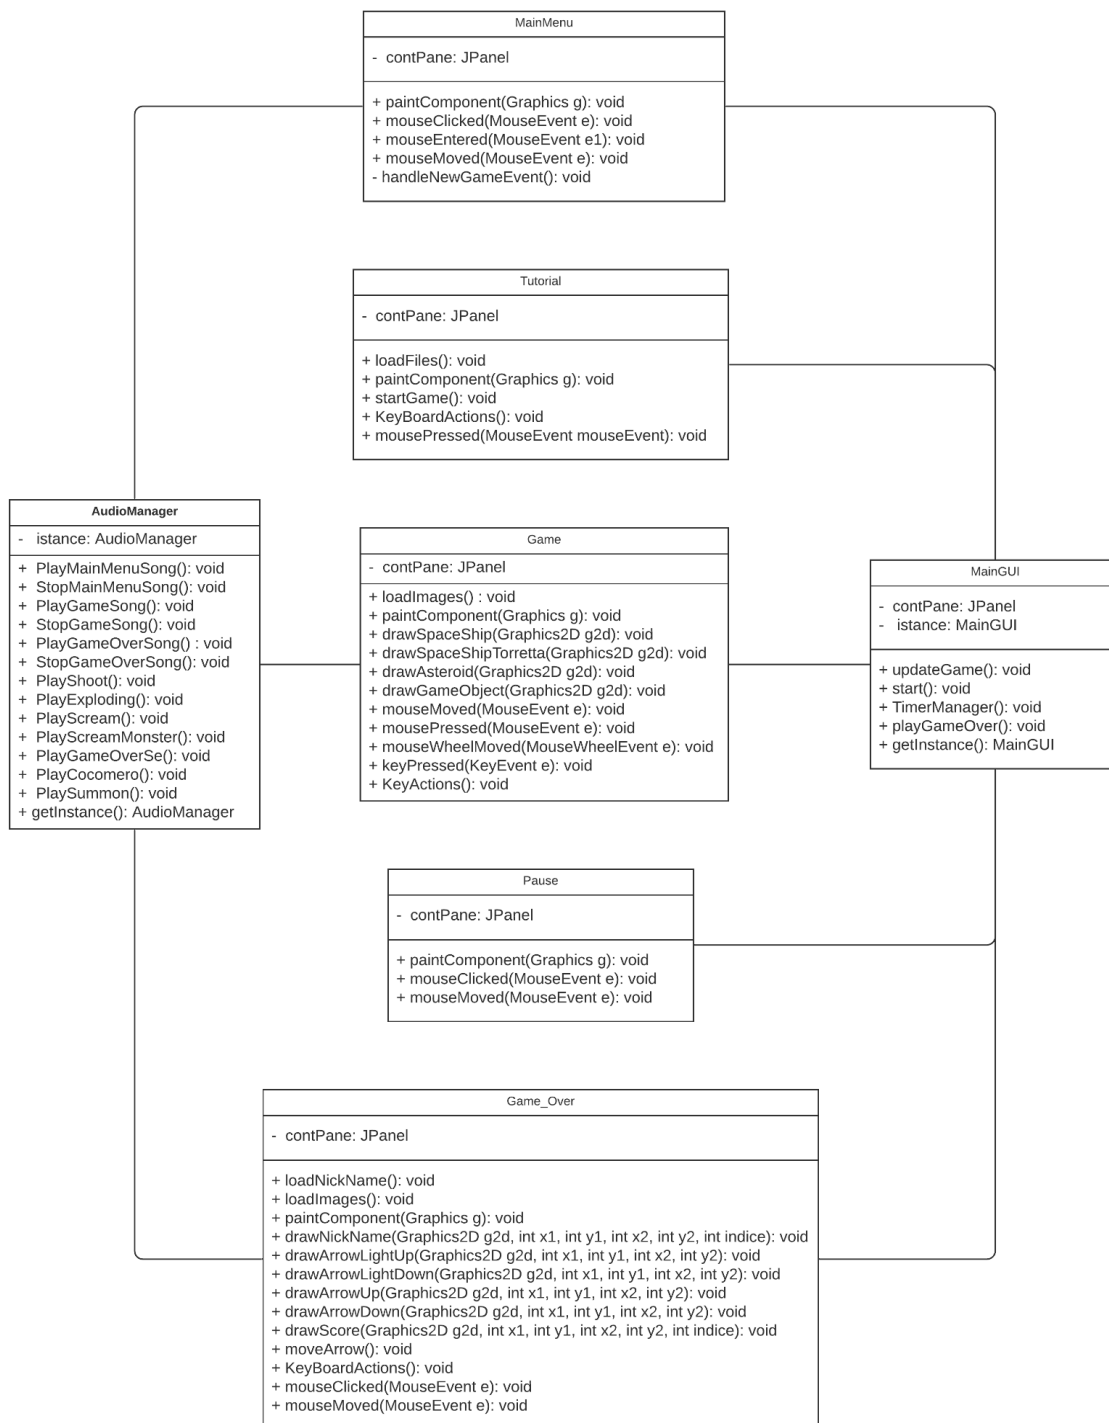 MainMenu
- contPane: JPanel
+ paintComponent(Graphics g): void
+ mouseClicked(MouseEvent e): void
+ mouseEntered(MouseEvent e1): void
+ mouseMoved(MouseEvent e): void
- handleNewGameEvent(): void
Tutorial
- contPane: JPanel
+ loadFiles(): void
+ paintComponent(Graphics g): void
+ startGame(): void
+ KeyBoardActions(): void
+ mousePressed(MouseEvent mouseEvent): void
AudioManager
- istance: AudioManager
+ PlayMainMenuSong(): void
+ StopMainMenuSong(): void
+ PlayGameSong(): void
+ StopGameSong(): void
+ PlayGameOverSong() : void
+ StopGameOverSong(): void
+ PlayShoot(): void
+ PlayExploding(): void
+ PlayScream(): void
+ PlayScreamMonster(): void
+ PlayGameOverSe(): void
+ PlayCocomero(): void
+ PlaySummon(): void
+ getInstance(): AudioManager
Game
- contPane: JPanel
+ loadImages() : void
+ paintComponent(Graphics g): void
+ drawSpaceShip(Graphics2D g2d): void
+ drawSpaceShipTorretta(Graphics2D g2d): void
+ drawAsteroid(Graphics2D g2d): void
+ drawGameObject(Graphics2D g2d): void
+ mouseMoved(MouseEvent e): void
+ mousePressed(MouseEvent e): void
+ mouseWheelMoved(MouseWheelEvent e): void
+ keyPressed(KeyEvent e): void
+ KeyActions(): void
MainGUI
- contPane: JPanel
- istance: MainGUI
+ updateGame(): void
+ start(): void
+ TimerManager(): void
+ playGameOver(): void
+ getInstance(): MainGUI
Pause
- contPane: JPanel
+ paintComponent(Graphics g): void
+ mouseClicked(MouseEvent e): void
+ mouseMoved(MouseEvent e): void
Game_Over
- contPane: JPanel
+ loadNickName(): void
+ loadImages(): void
+ paintComponent(Graphics g): void
+ drawNickName(Graphics2D g2d, int x1, int y1, int x2, int y2, int indice): void
+ drawArrowLightUp(Graphics2D g2d, int x1, int y1, int x2, int y2): void
+ drawArrowLightDown(Graphics2D g2d, int x1, int y1, int x2, int y2): void
+ drawArrowUp(Graphics2D g2d, int x1, int y1, int x2, int y2): void
+ drawArrowDown(Graphics2D g2d, int x1, int y1, int x2, int y2): void
+ drawScore(Graphics2D g2d, int x1, int y1, int x2, int y2, int indice): void
+ moveArrow(): void
+ KeyBoardActions(): void
+ mouseClicked(MouseEvent e): void
+ mouseMoved(MouseEvent e): void